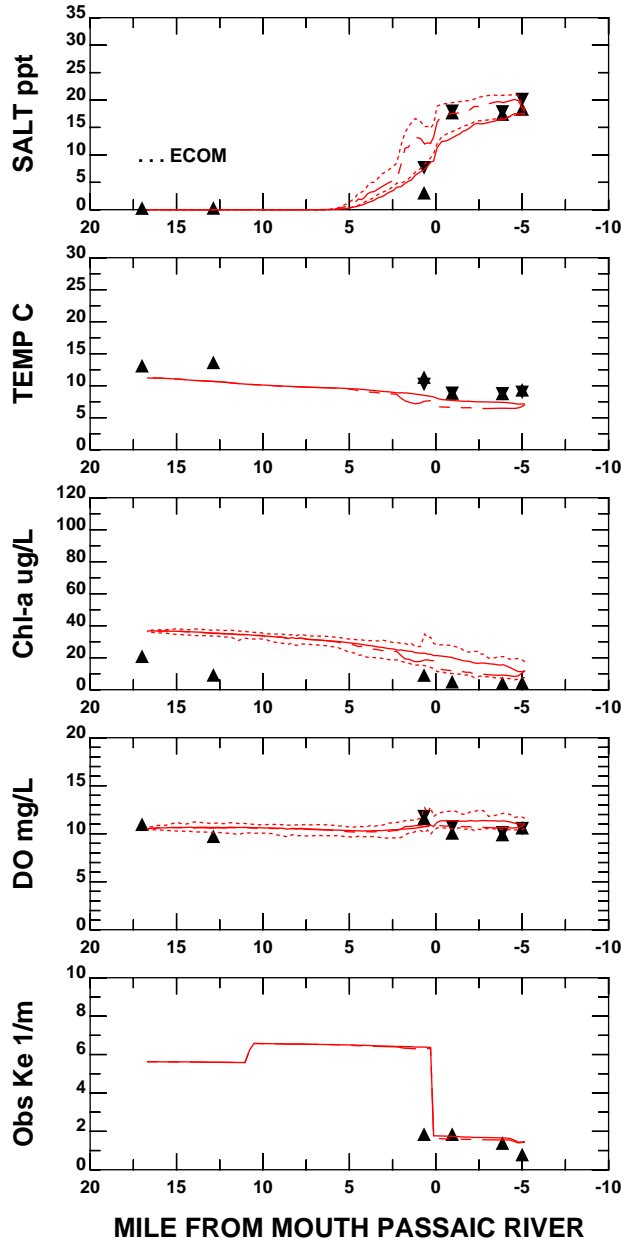 SALT ppt
35
30
25
20
15
10
5
0
. . . ECOM
20 15 10 5 0 -5 -10
TEMP C
30
25
20
15
10
5
0
20 15 10 5 0 -5 -10
Chl-a ug/L
120
100
80
60
40
20
0
20 15 10 5 0 -5 -10
DO mg/L
20
15
10
5
0
20 15 10 5 0 -5 -10
Obs Ke 1/m
10
8
6
4
2
0
20 15 10 5 0 -5 -10
MILE FROM MOUTH PASSAIC RIVER